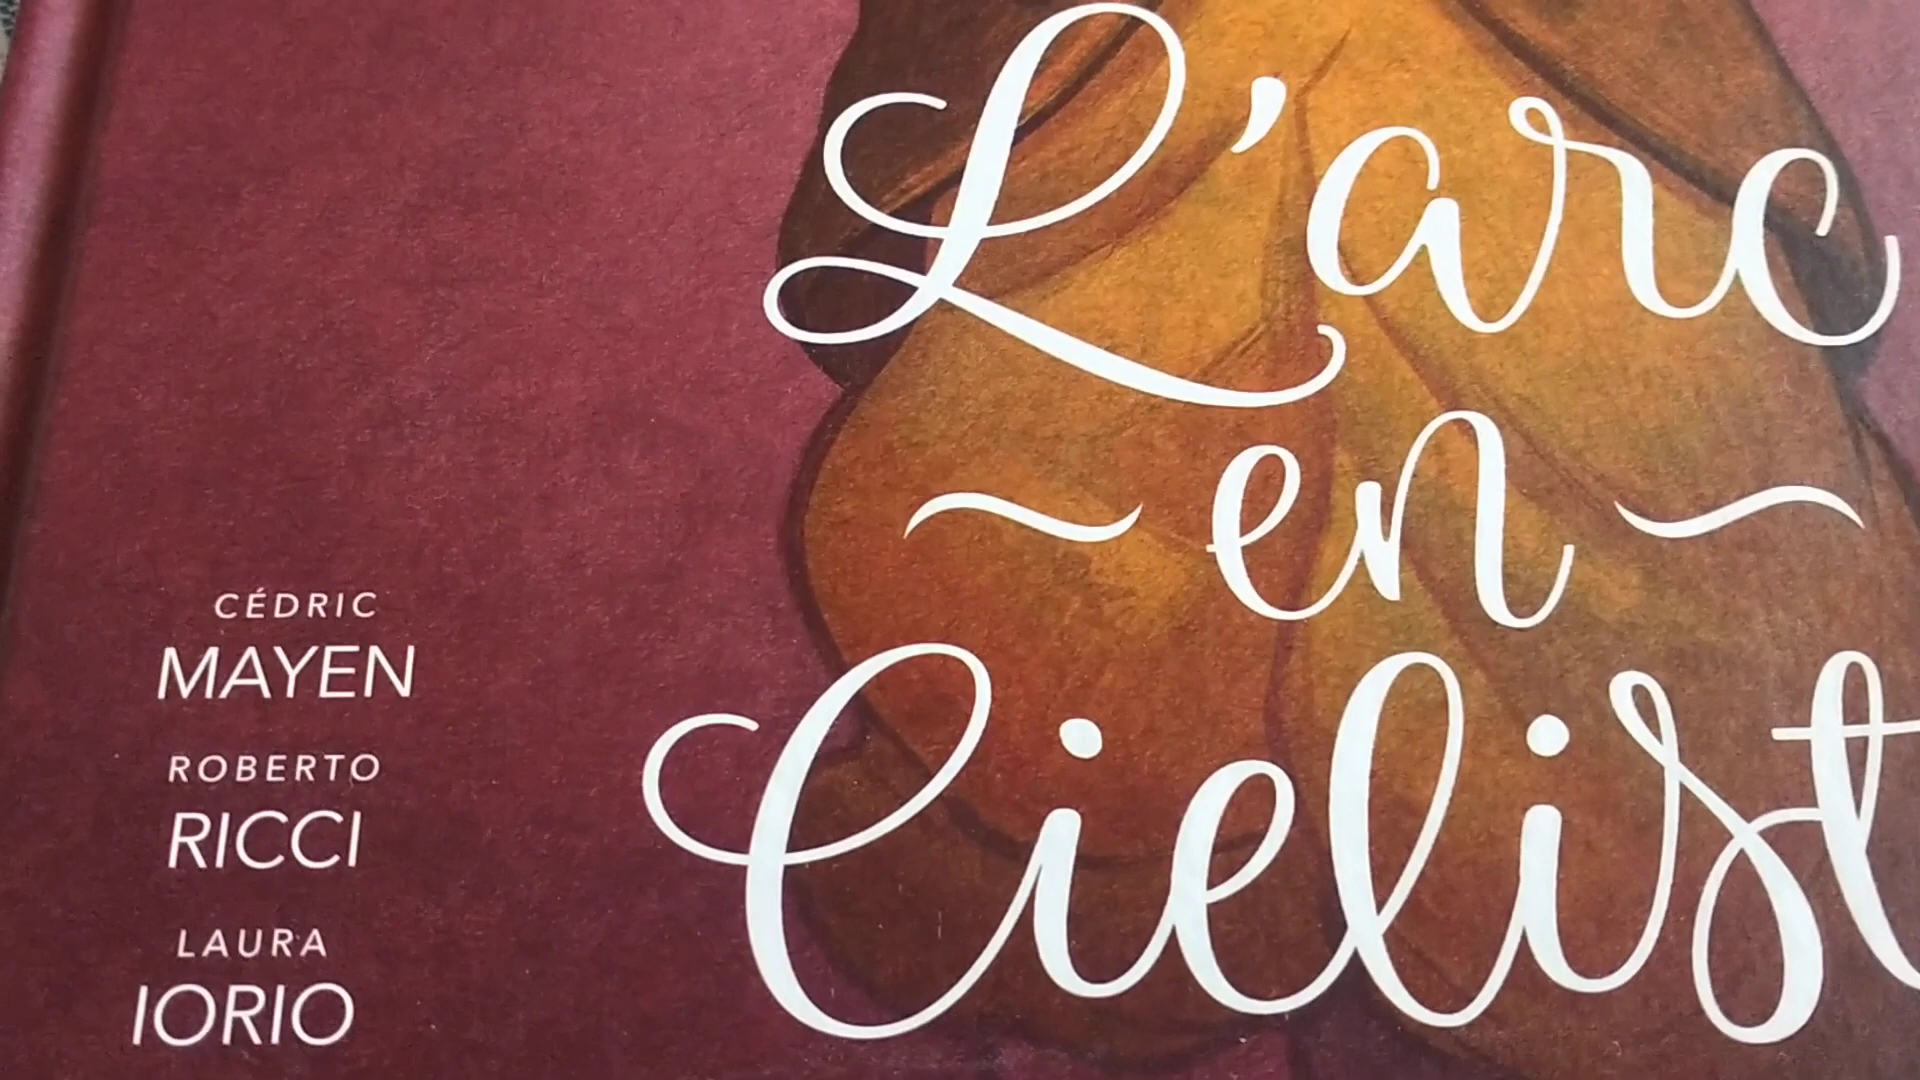 L'arc
~ en ~
Cielist
CÉDRIC
MAYEN
ROBERTO
RICCI
LAURA
IORIO